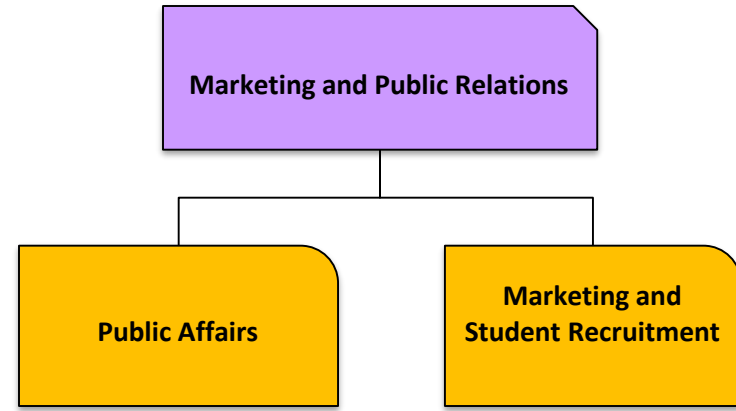 Marketing and Public Relations
Public Affairs
Marketing and
Student Recruitment